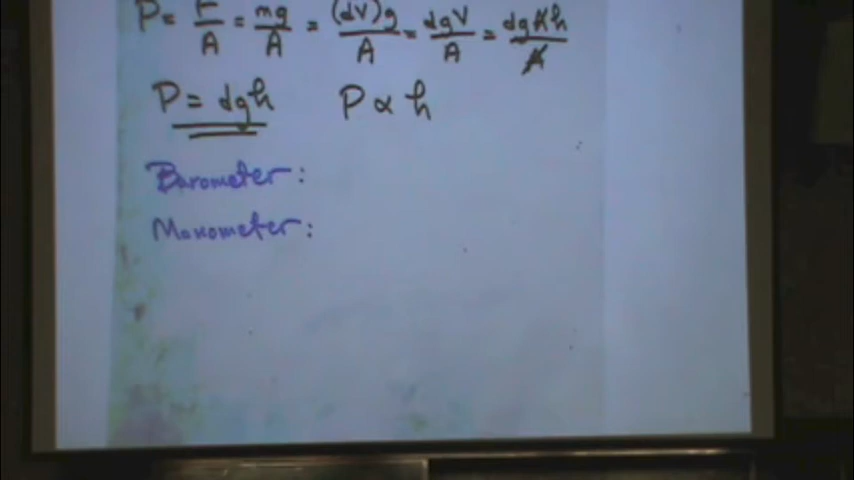 P = F/A = mg/A = (dV)g/A = dgV/A = dgAh/A
P = dgh P ∝ h
Barometer:
Manometer: